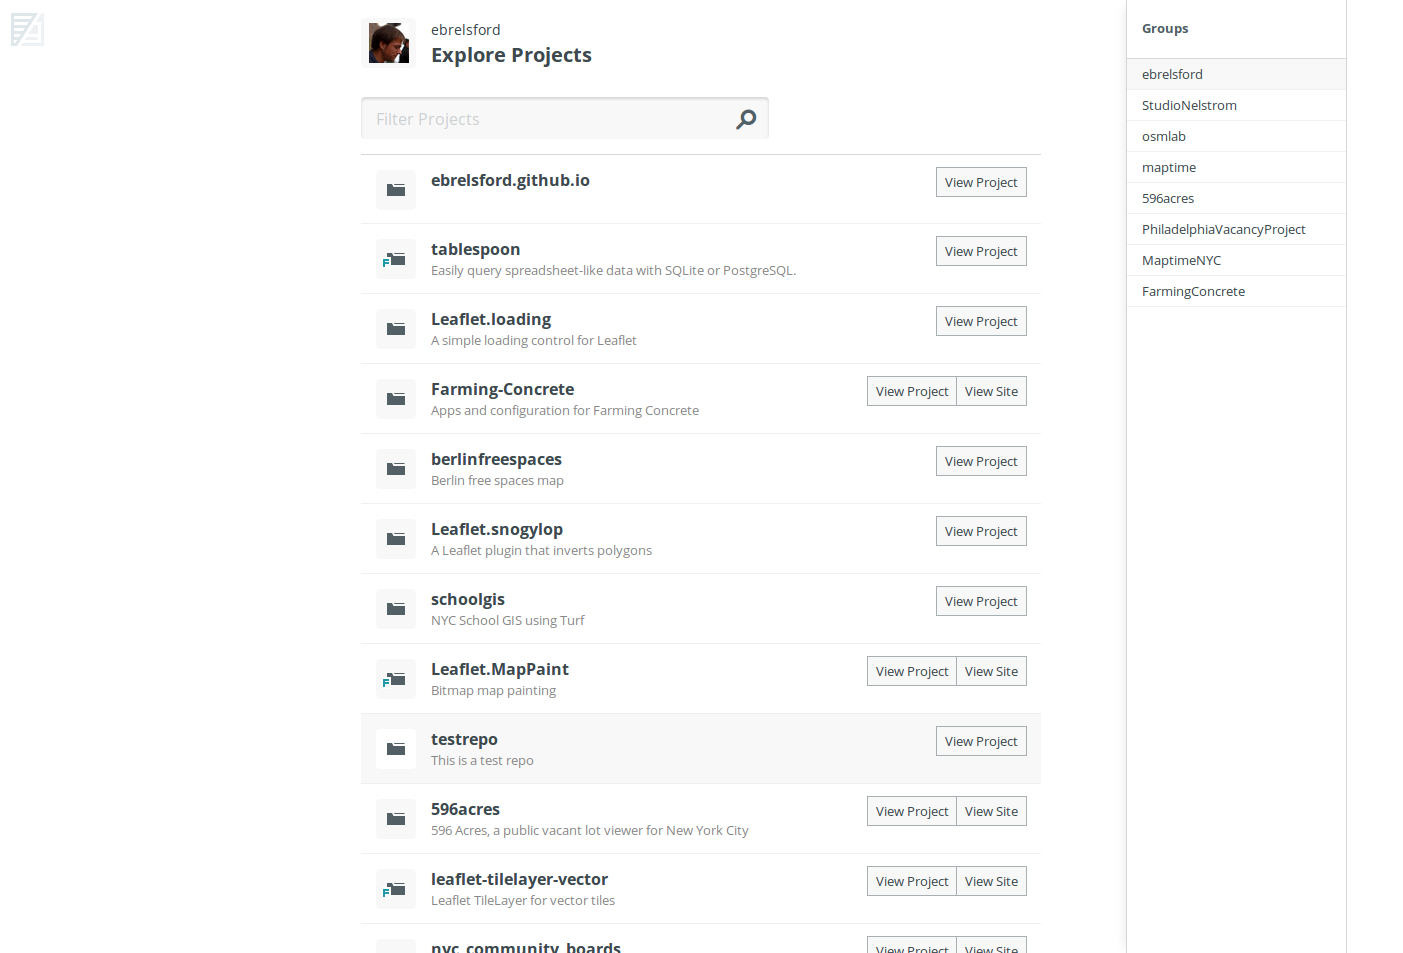 ebrelsford
Explore Projects
Filter Projects
ebrelsford.github.io
View Project
tablespoon
View Project
Easily query spreadsheet-like data with SQLite or PostgreSQL.
Leaflet.loading
View Project
A simple loading control for Leaflet
Farming-Concrete
View Project View Site
Apps and configuration for Farming Concrete
berlinfreespaces
View Project
Berlin free spaces map
Leaflet.snogylop
View Project
A Leaflet plugin that inverts polygons
schoolgis
View Project
NYC School GIS using Turf
Leaflet.MapPaint
View Project View Site
Bitmap map painting
testrepo
View Project
This is a test repo
596acres
View Project View Site
596 Acres, a public vacant lot viewer for New York City
leaflet-tilelayer-vector
View Project View Site
Leaflet TileLayer for vector tiles
nyc_community_boards
View Project View Site
Groups
ebrelsford
StudioNelstrom
osmlab
maptime
596acres
PhiladelphiaVacancyProject
MaptimeNYC
FarmingConcrete